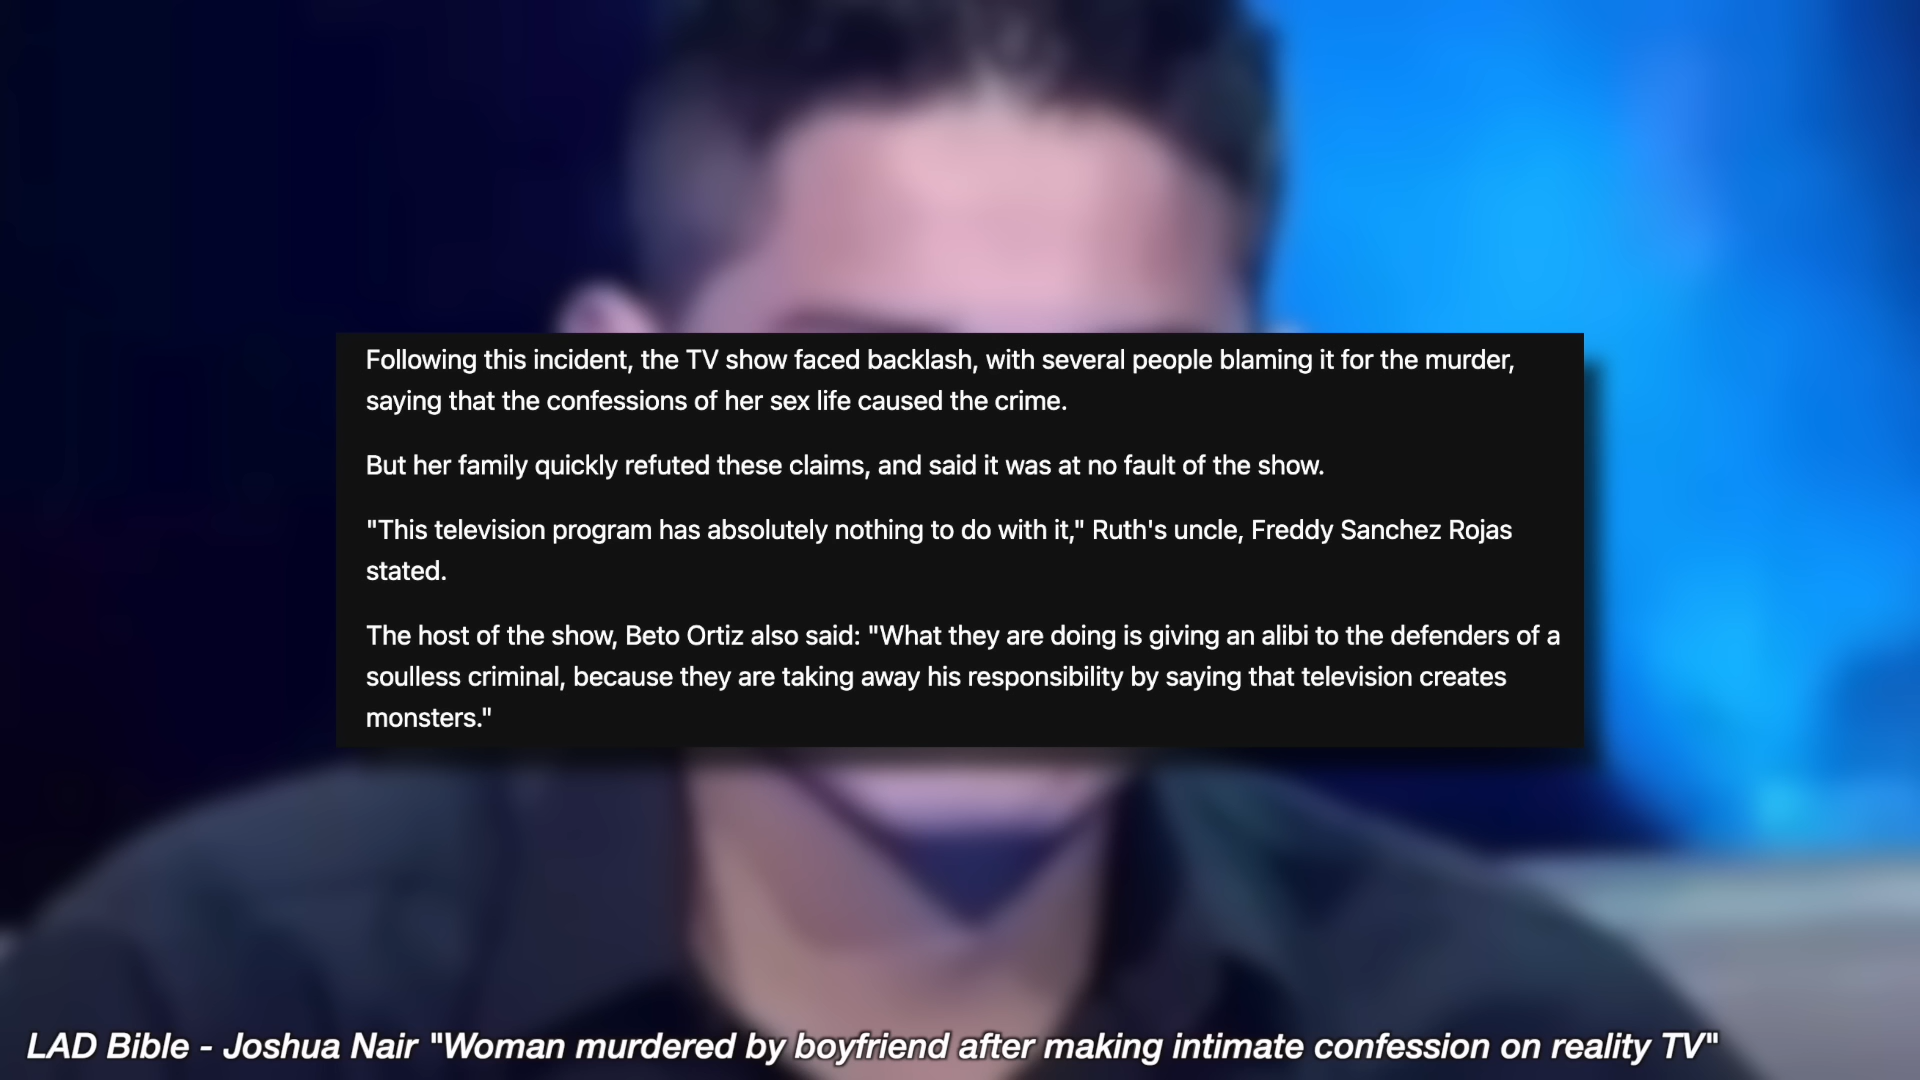 Following this incident, the TV show faced backlash, with several people blaming it for the murder,
saying that the confessions of her sex life caused the crime.
But her family quickly refuted these claims, and said it was at no fault of the show.
"This television program has absolutely nothing to do with it," Ruth's uncle, Freddy Sanchez Rojas
stated.
The host of the show, Beto Ortiz also said: "What they are doing is giving an alibi to the defenders of a
soulless criminal, because they are taking away his responsibility by saying that television creates
monsters."
LAD Bible - Joshua Nair "Woman murdered by boyfriend after making intimate confession on reality TV"